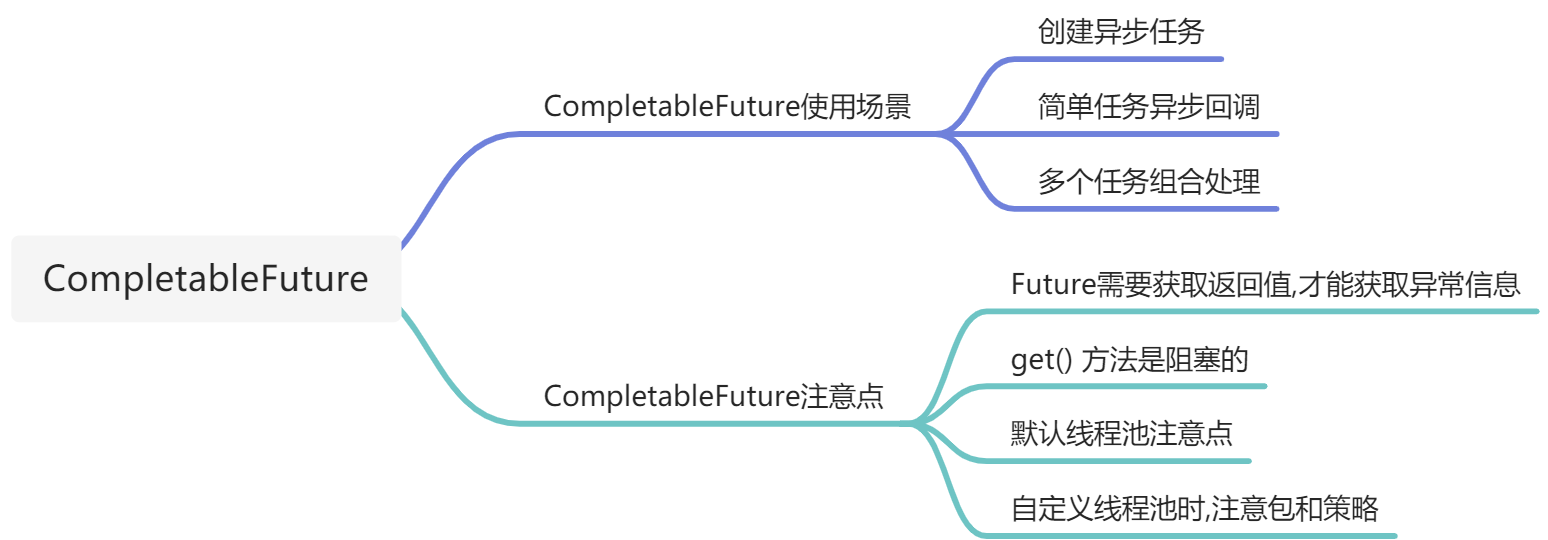 创建异步任务
CompletableFuture使用场景
简单任务异步回调
多个任务组合处理
CompletableFuture
Future需要获取返回值,才能获取异常信息
get() 方法是阻塞的
CompletableFuture注意点
默认线程池注意点
自定义线程池时,注意包和策略